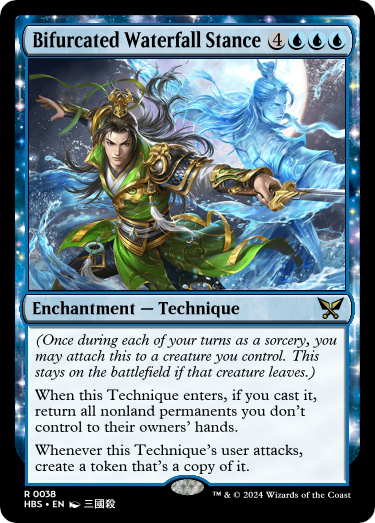 Bifurcated Waterfall Stance 4
Enchantment — Technique
(Once during each of your turns as a sorcery, you
may attach this to a creature you control. This
stays on the battlefield if that creature leaves.)
When this Technique enters, if you cast it,
return all nonland permanents you don't
control to their owners' hands.
Whenever this Technique's user attacks,
create a token that's a copy of it.
R 0038
HBS • EN 三國殺
™ & © 2024 Wizards of the Coast